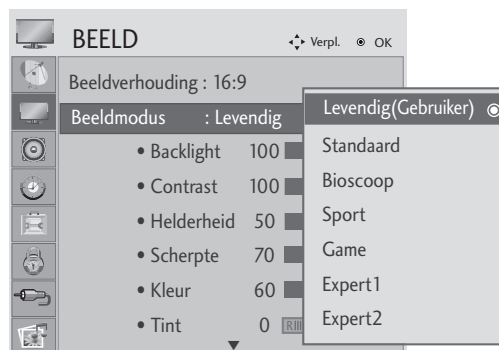 BEELD
Verpl. OK
Beeldverhouding : 16:9
Beeldmodus : Levendig
• Backlight 100
• Contrast 100
• Helderheid 50
• Scherpte 70
• Kleur 60
• Tint 0 R
Levendig(Gebruiker)
Standaard
Bioscoop
Sport
Game
Expert1
Expert2